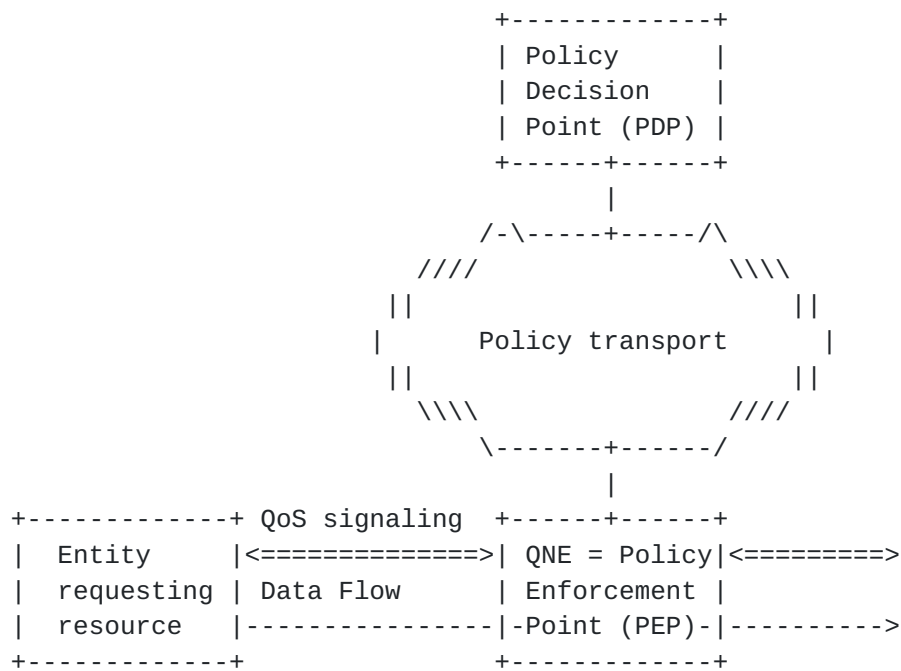 Policy
Decision
Point (PDP)
Policy transport
QoS signaling
Entity QNE = Policy
requesting Data Flow Enforcement
resource Point (PEP)